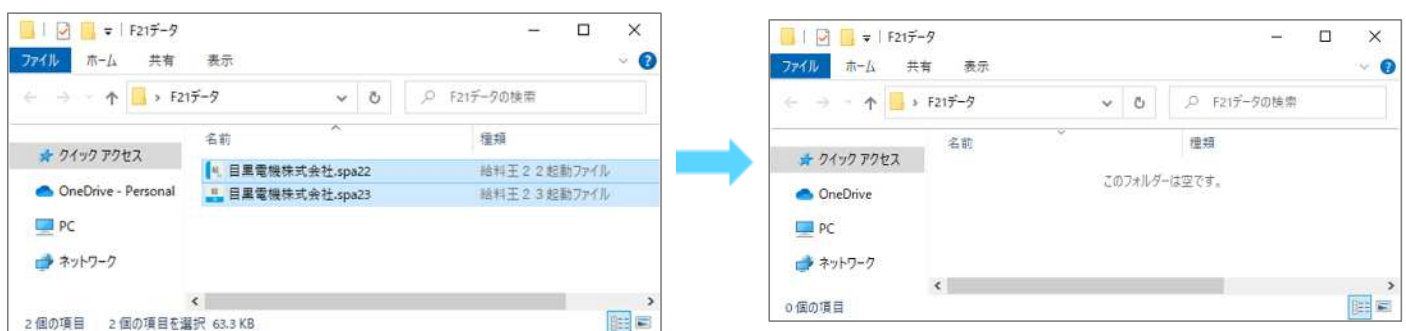 F21データ
ファイル ホーム 共有 表示
F21データ F21データの検索
名前 種類
クイック アクセス
目黒電機株式会社.spa22 給料王22起動ファイル
OneDrive - Personal 目黒電機株式会社.spa23 給料王23起動ファイル
PC
ネットワーク
2 個の項目 2 個の項目を選択 63.3 KB
F21データ
ファイル ホーム 共有 表示
F21データ F21データの検索
名前 種類
クイック アクセス
このフォルダーは空です。
OneDrive
PC
ネットワーク
0 個の項目